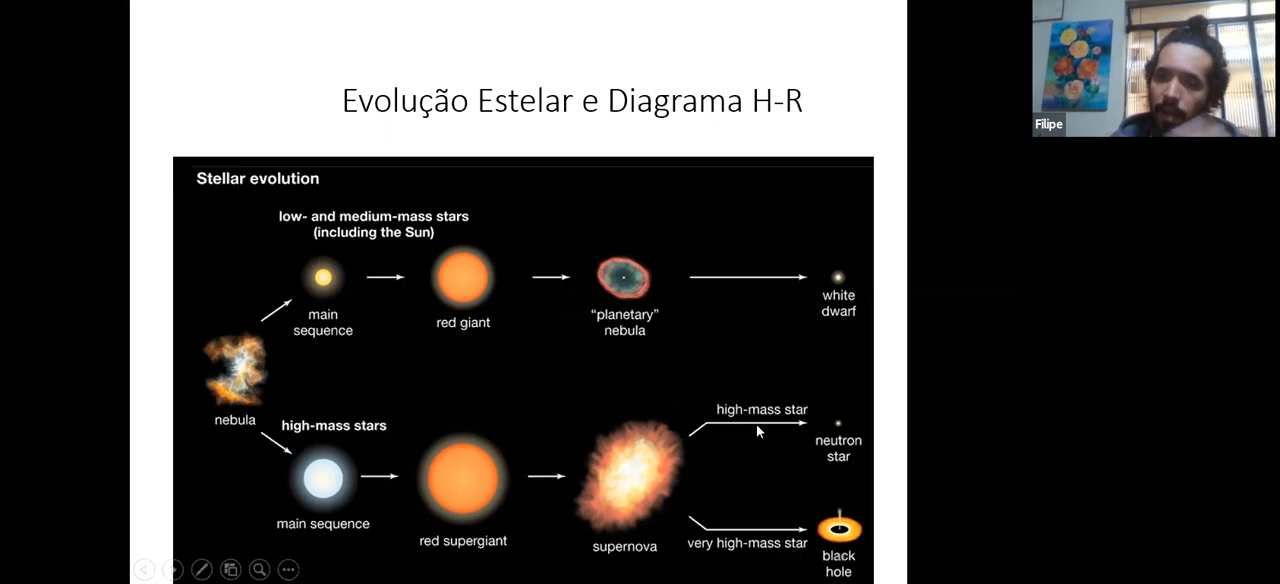 Evolução Estelar e Diagrama H-R
Filipe
Stellar evolution
low- and medium-mass stars
(including the Sun)
main
sequence
red giant
“planetary”
nebula
white
dwarf
nebula
high-mass stars
main sequence
red supergiant
supernova
high-mass star
neutron
star
very high-mass star
black
hole